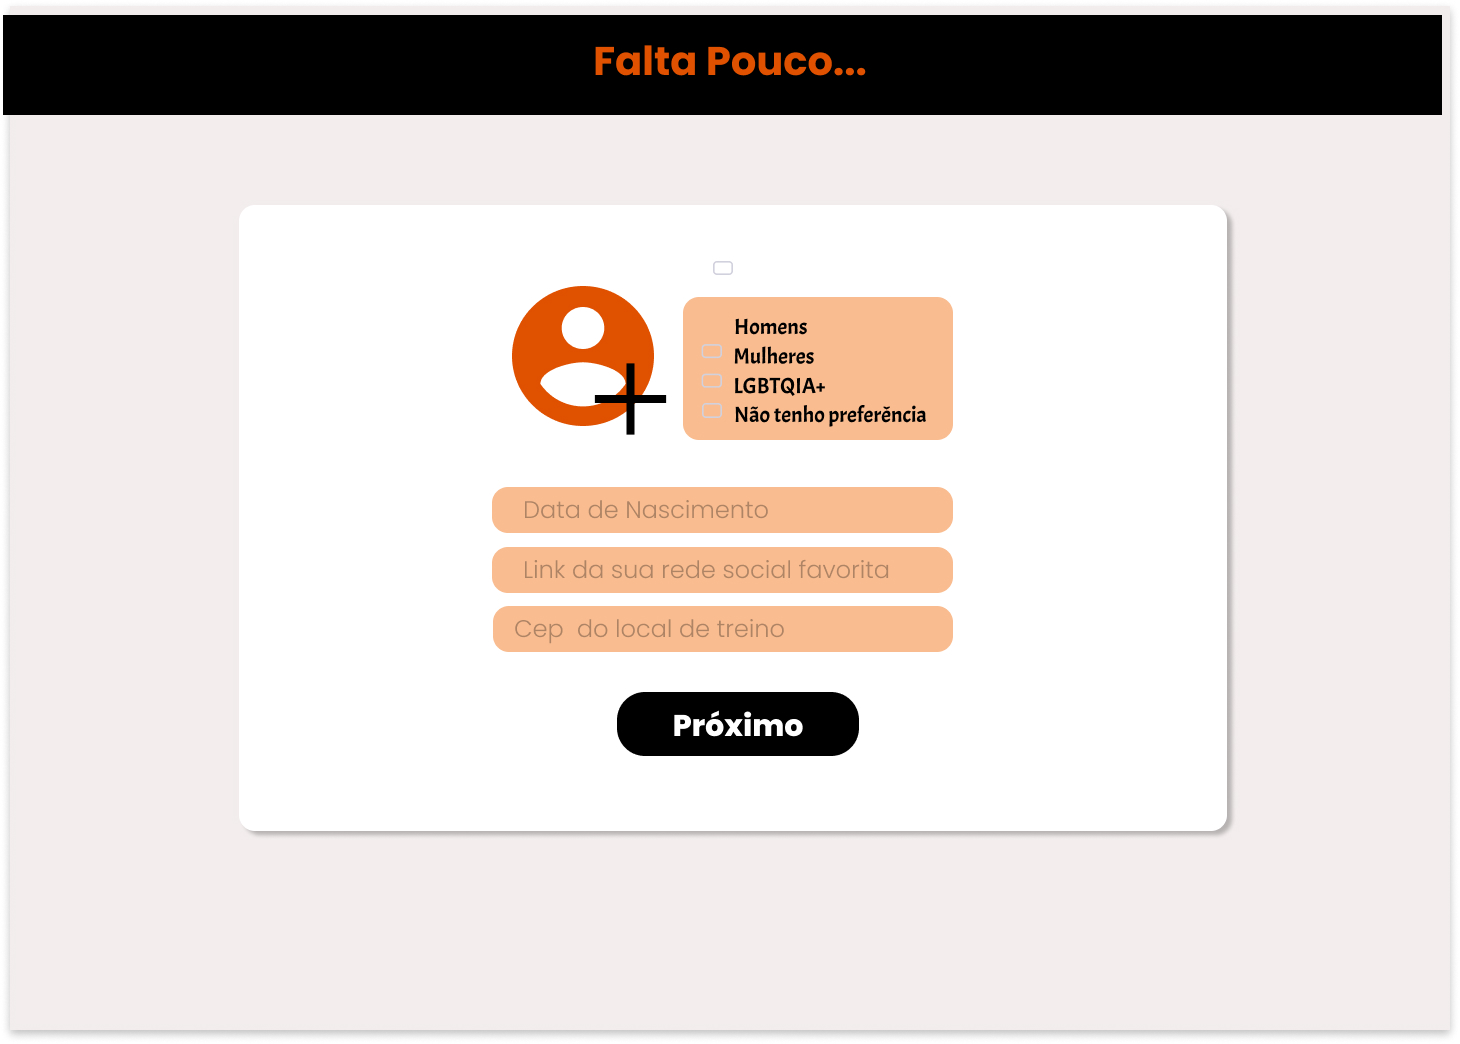 Falta Pouco...
Homens
Mulheres
LGBTQIA+
Não tenho preferência
Data de Nascimento
Link da sua rede social favorita
Cep  do local de treino
Próximo